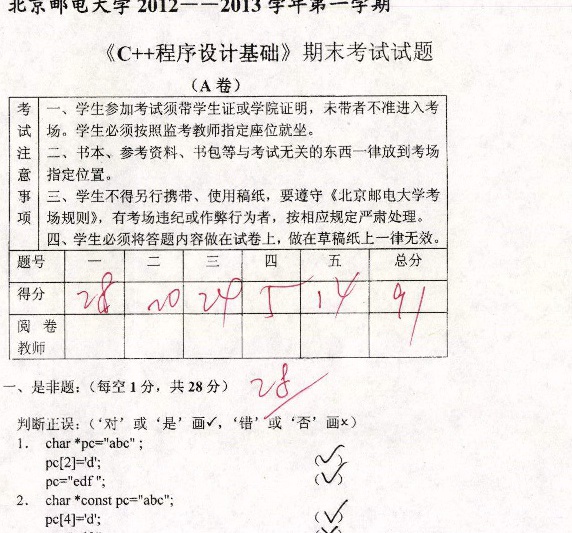 北京邮电大学 2012——2013 学年第一学期
《C++程序设计基础》期末考试试题
（A 卷）
考试注意事项
一、学生参加考试须带学生证或学院证明，未带者不准进入考
场。学生必须按照监考教师指定座位就坐。
二、书本、参考资料、书包等与考试无关的东西一律放到考场
指定位置。
三、学生不得另行携带、使用稿纸，要遵守《北京邮电大学考
场规则》，有考场违纪或作弊行为者，按相应规定严肃处理。
四、学生必须将答题内容做在试卷上，做在草稿纸上一律无效。
题号 一 二 三 四 五 总分
得分 28 20 24 5 14 91
阅 卷
教师
一、是非题：（每空 1 分，共 28 分） 28
判断正误：（‘对’或‘是’画✓，‘错’或‘否’画×）
1. char *pc="abc" ;
pc[2]='d'; (✓)
pc="edf "; (✓)
2. char *const pc="abc";
pc[4]='d'; (✓)